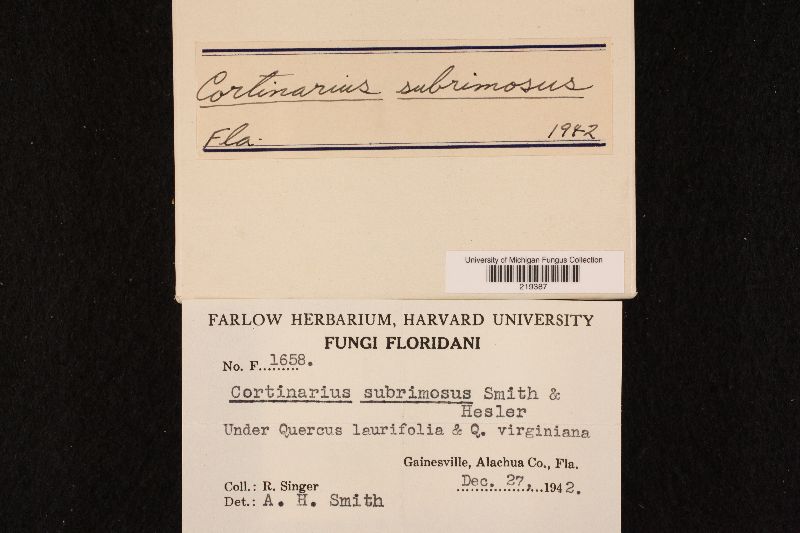 Cortinarius subrimosus
Fla. 1942
University of Michigan Fungus Collection
219387
FARLOW HERBARIUM, HARVARD UNIVERSITY
FUNGI FLORIDANI
No. F. 1658.
Cortinarius subrimosus Smith &
Hesler
Under Quercus laurifolia & Q. virginiana
Gainesville, Alachua Co., Fla.
Coll.: R. Singer Dec. 27, 1942.
Det.: A. H. Smith